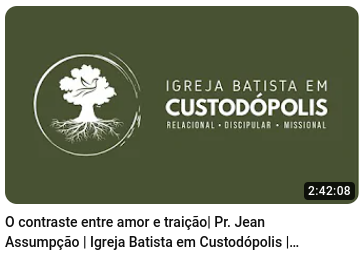 IGREJA BATISTA EM
CUSTODÓPOLIS
RELACIONAL • DISCIPULAR • MISSIONAL
2:42:08
O contraste entre amor e traição| Pr. Jean
Assumpção | Igreja Batista em Custodópolis |...